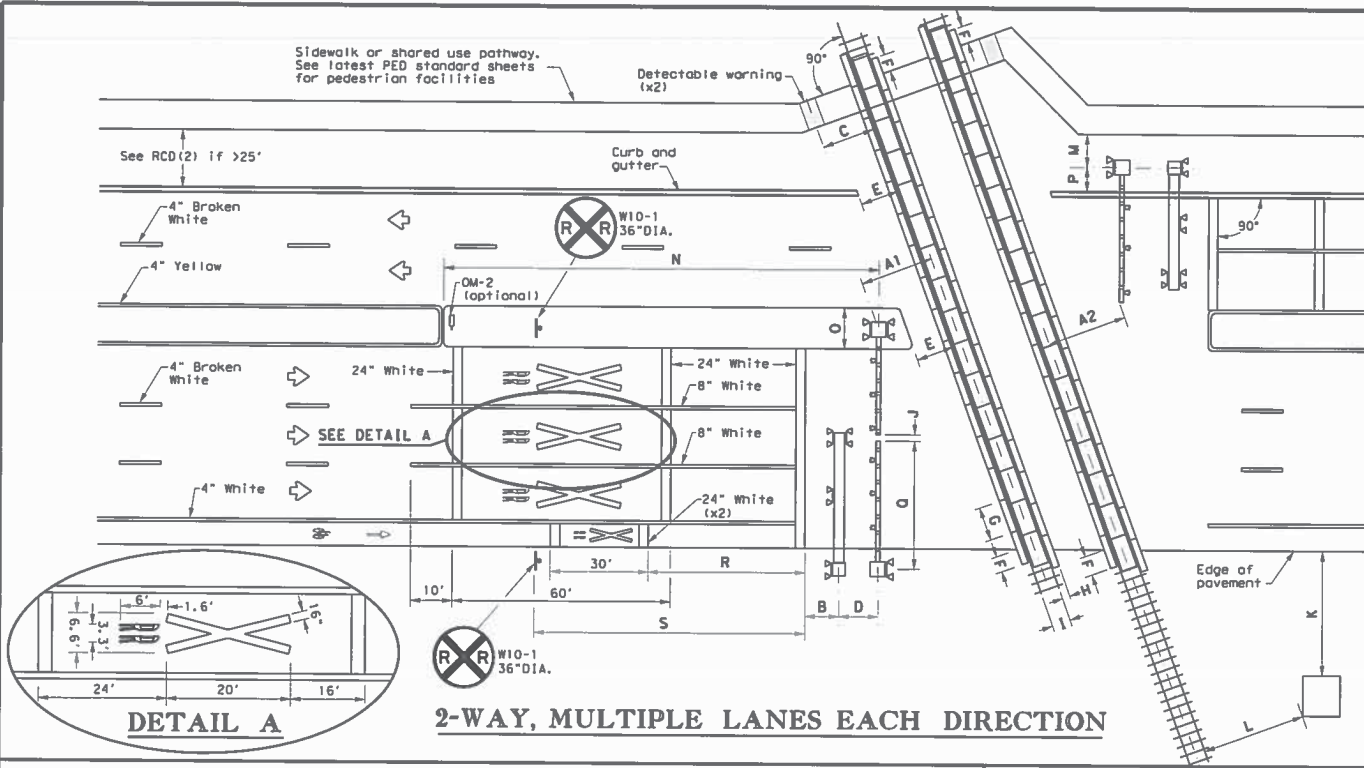 Sidewalk or shared use pathway.
See latest PED standard sheets
for pedestrian facilities
Detectable warning
(x2)
90°
F
F
C
See RCD(2) if >25'
Curb and
gutter
M
P
E
4" Broken
White
R R
W10-1
36"DIA.
90°
N
A1
4" Yellow
OM-2
(optional)
O
A2
E
4" Broken
White
24" White
24" White
8" White
J
SEE DETAIL A
8" White
4" White
24" White
(x2)
Q
G
F
F
H
I
30'
R
10'
60'
B
D
S
Edge of
pavement
K
R R
W10-1
36"DIA.
6'
1.6'
16"
6.6'
3.3'
24'
20'
16'
DETAIL A
2-WAY, MULTIPLE LANES EACH DIRECTION
L